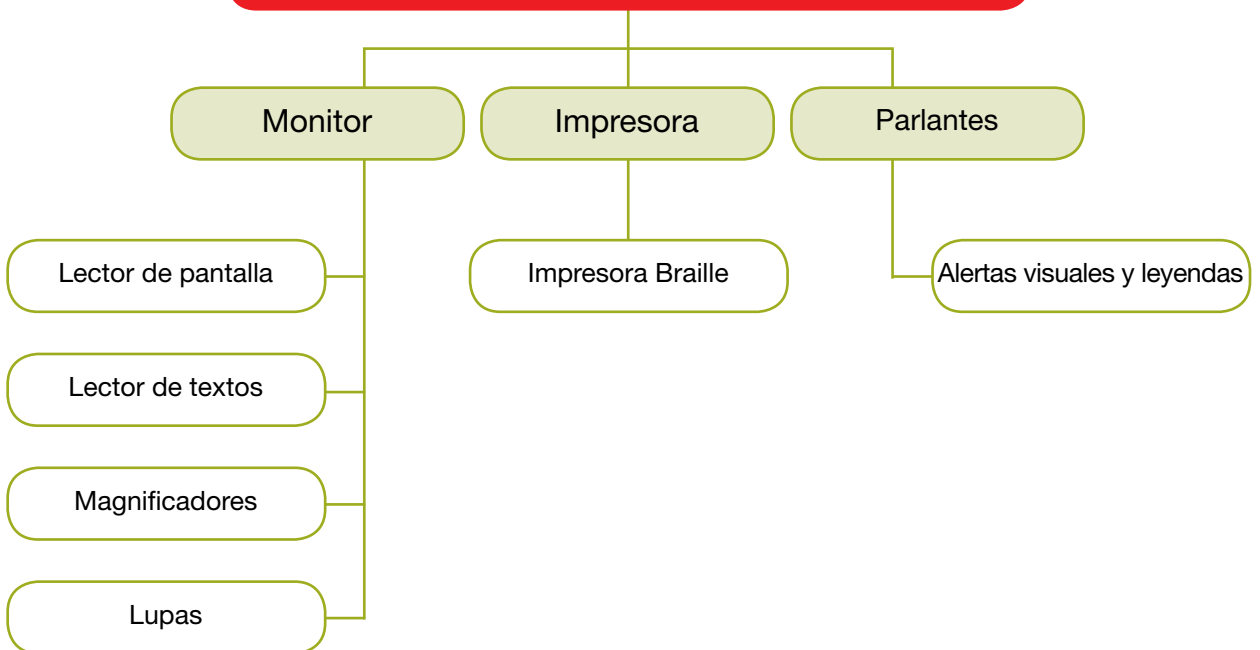 Monitor
Impresora
Parlantes
Lector de pantalla
Impresora Braille
Alertas visuales y leyendas
Lector de textos
Magnificadores
Lupas